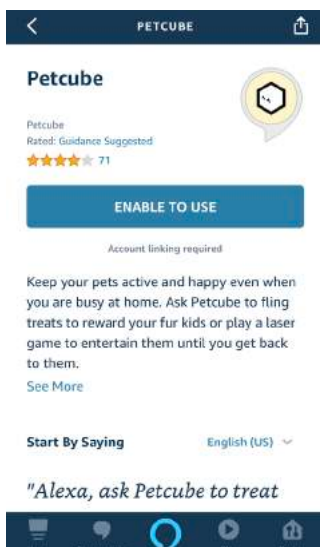 PETCUBE
Petcube
Petcube
Rated: Guidance Suggested
71
ENABLE TO USE
Account linking required
Keep your pets active and happy even when
you are busy at home. Ask Petcube to fling
treats to reward your fur kids or play a laser
game to entertain them until you get back
to them.
See More
Start By Saying English (US)
"Alexa, ask Petcube to treat